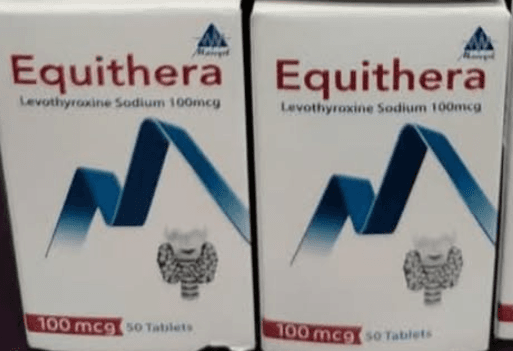 Equithera
Levothyroxine Sodium 100mcg
100 mcg 50 Tablets
Equithera
Levothyroxine Sodium 100mcg
100 mcg 50 Tablets